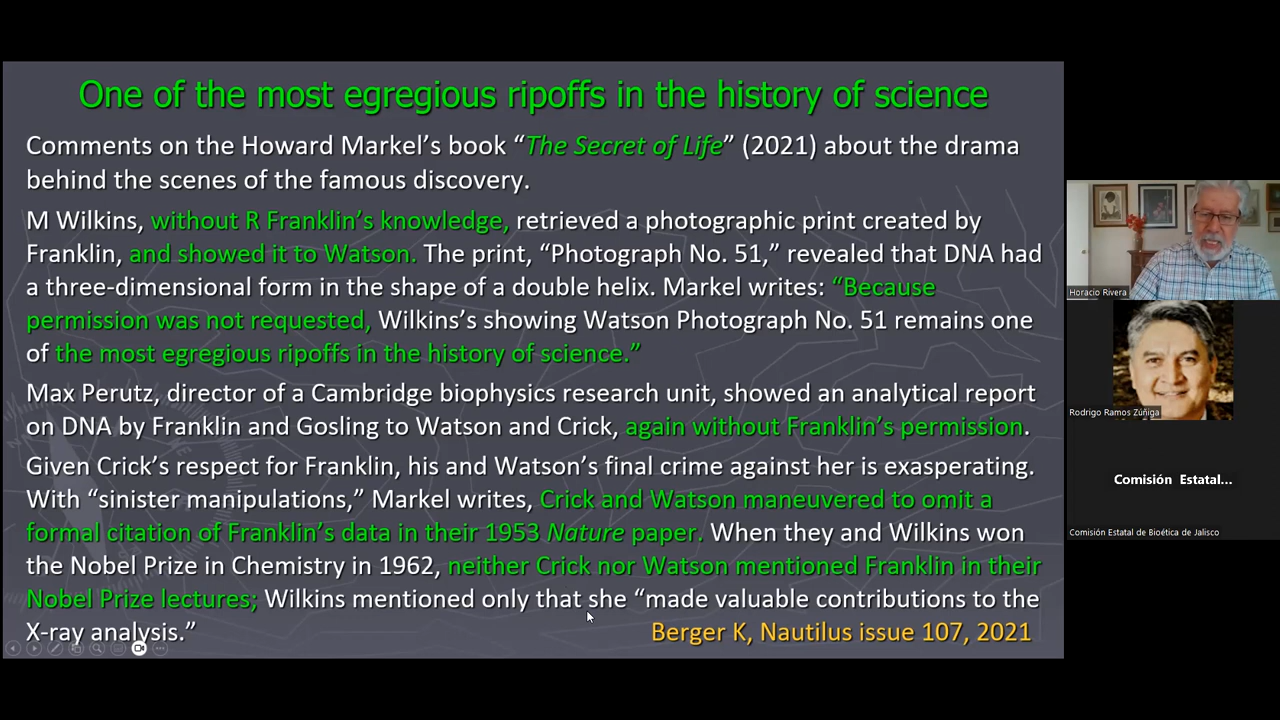 One of the most egregious ripoffs in the history of science
Comments on the Howard Markel’s book “The Secret of Life” (2021) about the drama
behind the scenes of the famous discovery.
M Wilkins, without R Franklin’s knowledge, retrieved a photographic print created by
Franklin, and showed it to Watson. The print, “Photograph No. 51,” revealed that DNA had
a three-dimensional form in the shape of a double helix. Markel writes: “Because
permission was not requested, Wilkins’s showing Watson Photograph No. 51 remains one
of the most egregious ripoffs in the history of science.”
Max Perutz, director of a Cambridge biophysics research unit, showed an analytical report
on DNA by Franklin and Gosling to Watson and Crick, again without Franklin’s permission.
Given Crick’s respect for Franklin, his and Watson’s final crime against her is exasperating.
With “sinister manipulations,” Markel writes, Crick and Watson maneuvered to omit a
formal citation of Franklin’s data in their 1953 Nature paper. When they and Wilkins won
the Nobel Prize in Chemistry in 1962, neither Crick nor Watson mentioned Franklin in their
Nobel Prize lectures; Wilkins mentioned only that she “made valuable contributions to the
X-ray analysis.”
Berger K, Nautilus issue 107, 2021
Horacio Rivera
Rodrigo Ramos Zúñiga
Comisión Estatal...
Comisión Estatal de Bioética de Jalisco